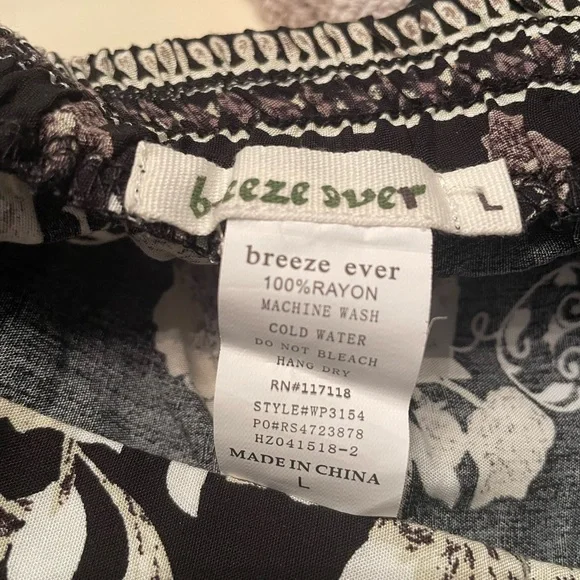 breeze ever
L
breeze ever
100%RAYON
MACHINE WASH
COLD WATER
DO NOT BLEACH
HANG DRY
RN#117118
STYLE#WP3154
PO#RS4723878
HZ041518-2
MADE IN CHINA
L